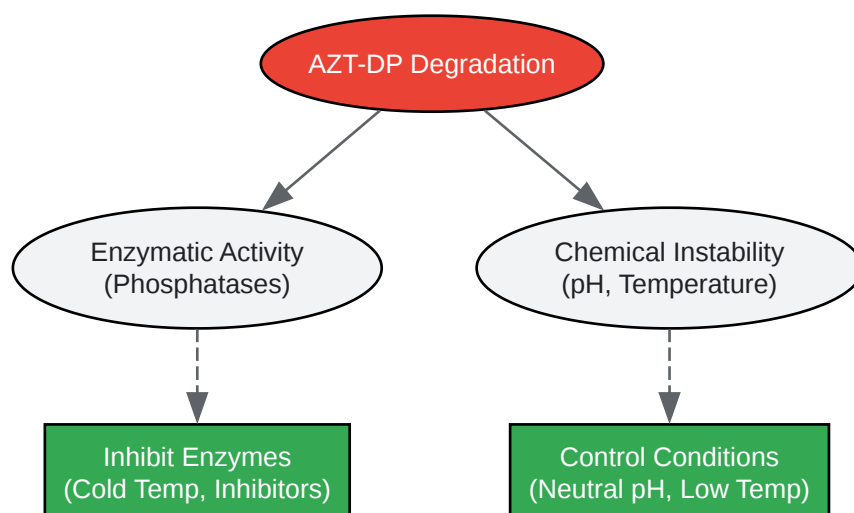 AZT-DP Degradation
Enzymatic Activity
(Phosphatases)
Chemical Instability
(pH, Temperature)
Inhibit Enzymes
(Cold Temp, Inhibitors)
Control Conditions
(Neutral pH, Low Temp)